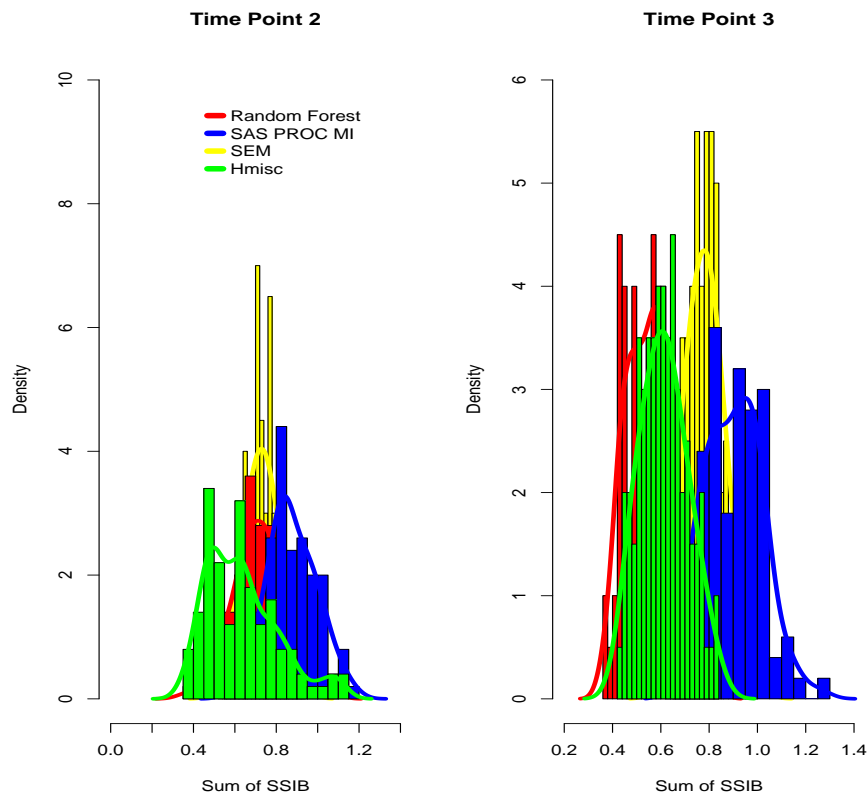 Time Point 2
Density
10
8
6
4
2
0
Random Forest
SAS PROC MI
SEM
Hmisc
0.0 0.4 0.8 1.2
Sum of SSIB
Time Point 3
Density
6
5
4
3
2
1
0
0.2 0.4 0.6 0.8 1.0 1.2 1.4
Sum of SSIB